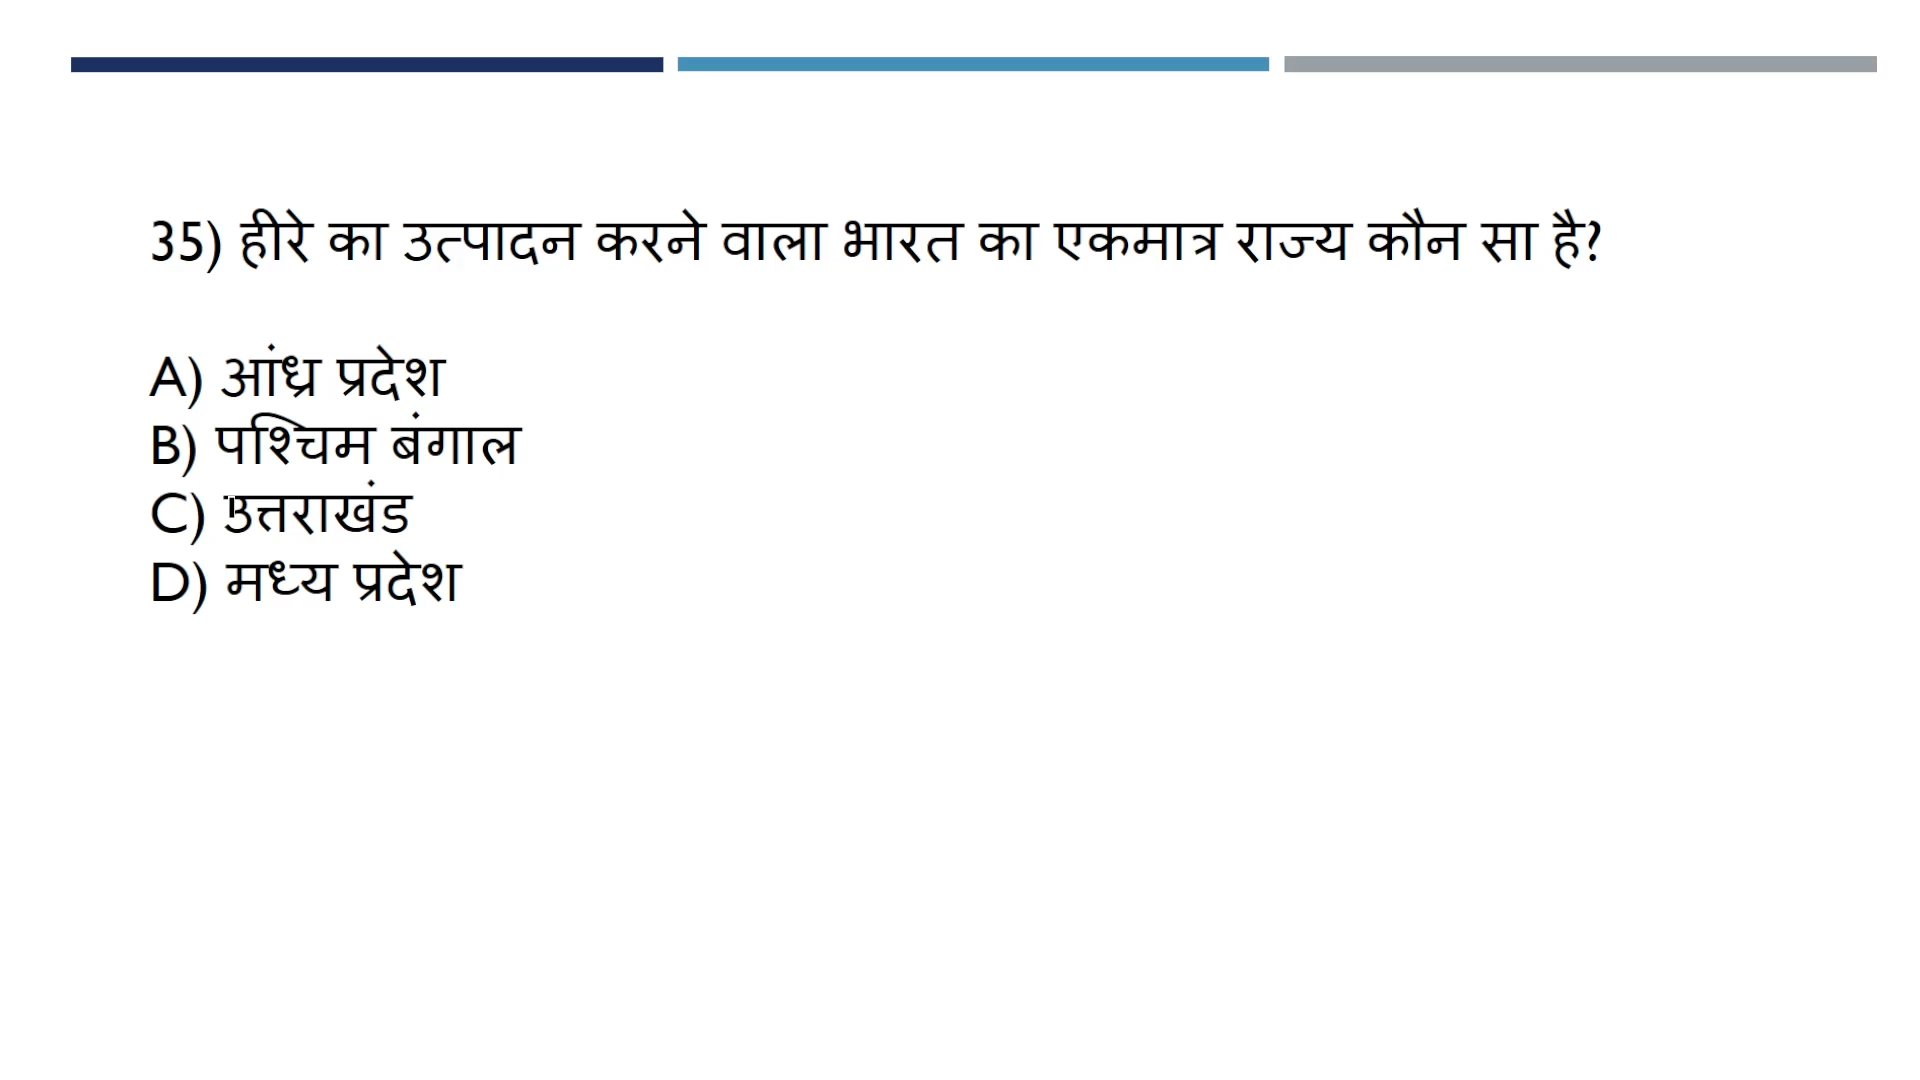 35) हीरे का उत्पादन करने वाला भारत का एकमात्र राज्य कौन सा है?
A) आंध्र प्रदेश
B) पश्चिम बंगाल
C) उत्तराखंड
D) मध्य प्रदेश